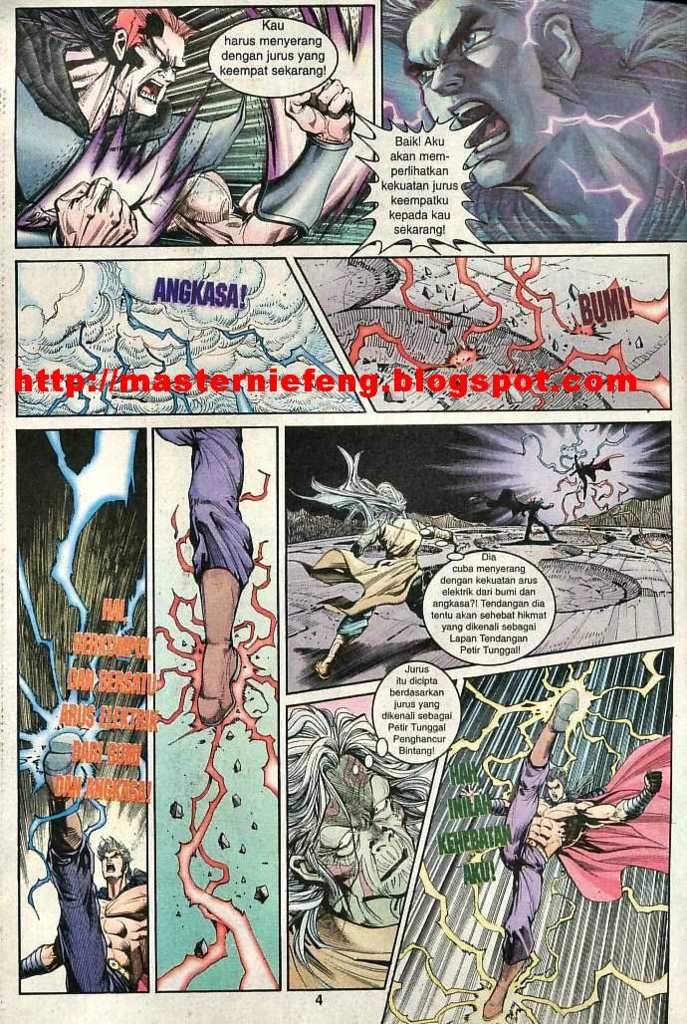 Kau
harus menyerang
dengan jurus yang
keempat sekarang!
Baik! Aku
akan mem-
perlihatkan
kekuatan jurus
keempatku
kepada kau
sekarang!
ANGKASA!
BUMI!
http://masterniefeng.blogspot.com
HAI,
BERKUMPUL
DAN BERSATU
ARUS ELEKTRIK
DARI BUMI
DAN ANGKASA!
Dia
cuba menyerang
dengan kekuatan arus
elektrik dari bumi dan
angkasa?! Tendangan dia
tentu akan sehebat hikmat
yang dikenali sebagai
Lapan Tendangan
Petir Tunggal!
Jurus
itu dicipta
berdasarkan
jurus yang
dikenali sebagai
Petir Tunggal
Penghancur
Bintang!
HAI,
INILAH
KEHEBATAN
AKU!
4